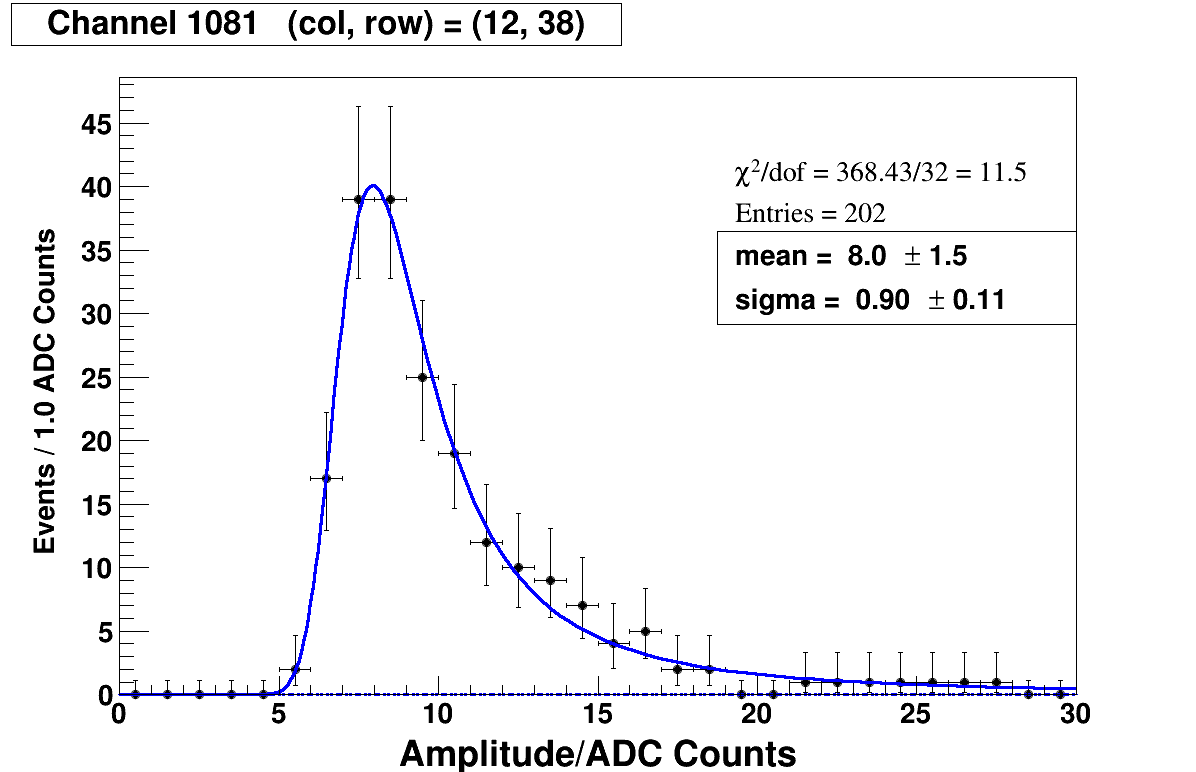 Channel 1081 (col, row) = (12, 38)
Events / 1.0 ADC Counts
45
40
35
30
25
20
15
10
5
0
χ²/dof = 368.43/32 = 11.5
Entries = 202
mean = 8.0 ± 1.5
sigma = 0.90 ± 0.11
0 5 10 15 20 25 30
Amplitude/ADC Counts